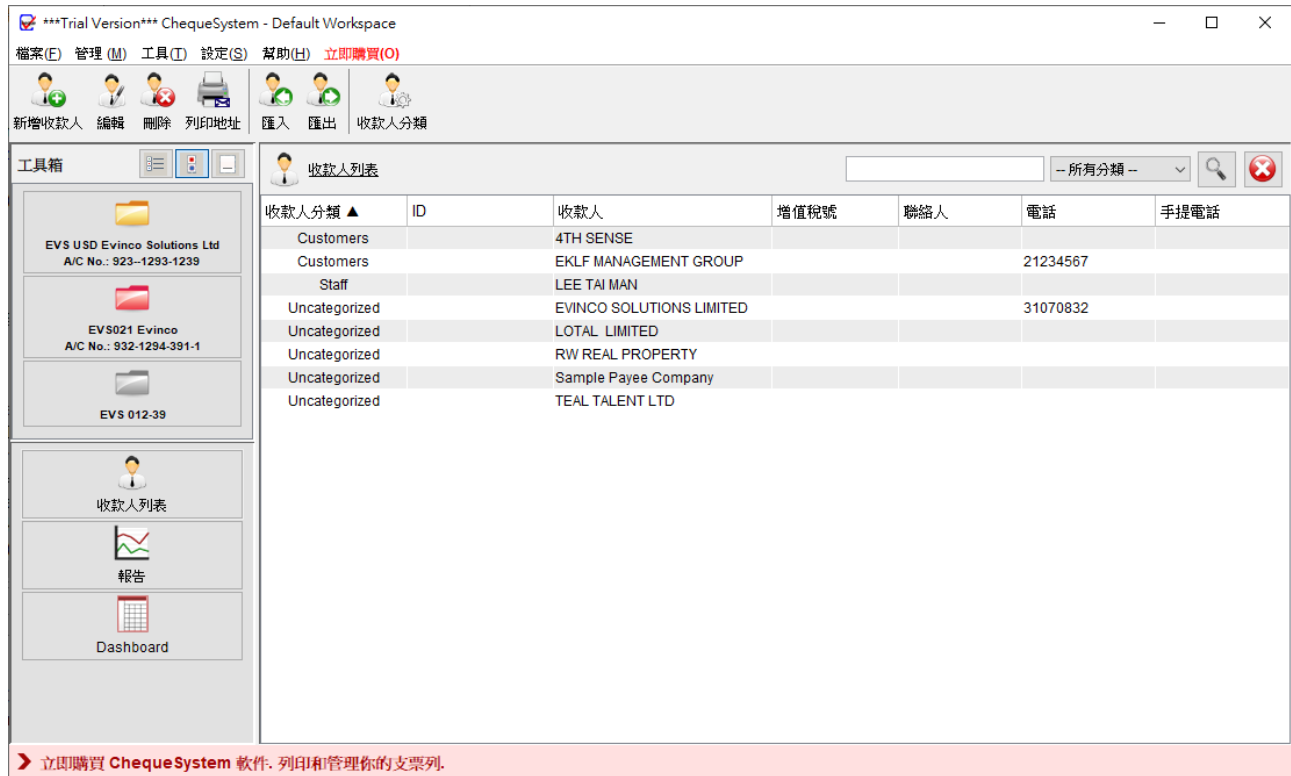 ***Trial Version*** ChequeSystem - Default Workspace
檔案(F) 管理 (M) 工具(T) 設定(S) 幫助(H) 立即購買(O)
新增收款人 編輯 刪除 列印地址 匯入 匯出 收款人分類
工具箱
EVS USD Evinco Solutions Ltd
A/C No.: 923--1293-1239
EVS021 Evinco
A/C No.: 932-1294-391-1
EVS 012-39
收款人列表
報告
Dashboard
收款人列表 -- 所有分類 --
收款人分類 ▲ ID 收款人 增值稅號 聯絡人 電話 手提電話
Customers 4TH SENSE
Customers EKLF MANAGEMENT GROUP 21234567
Staff LEE TAI MAN
Uncategorized EVINCO SOLUTIONS LIMITED 31070832
Uncategorized LOTAL LIMITED
Uncategorized RW REAL PROPERTY
Uncategorized Sample Payee Company
Uncategorized TEAL TALENT LTD
立即購買 ChequeSystem 軟件. 列印和管理你的支票列.